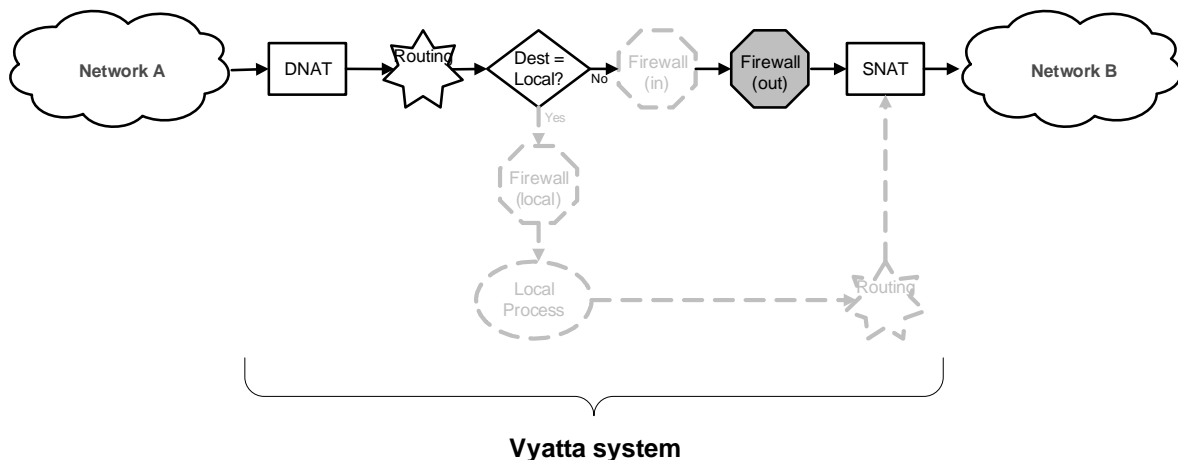 Network A
DNAT
Routing
Dest =
Local?
No
Yes
Firewall
(in)
Firewall
(out)
SNAT
Network B
Firewall
(local)
Local
Process
Routing
Vyatta system